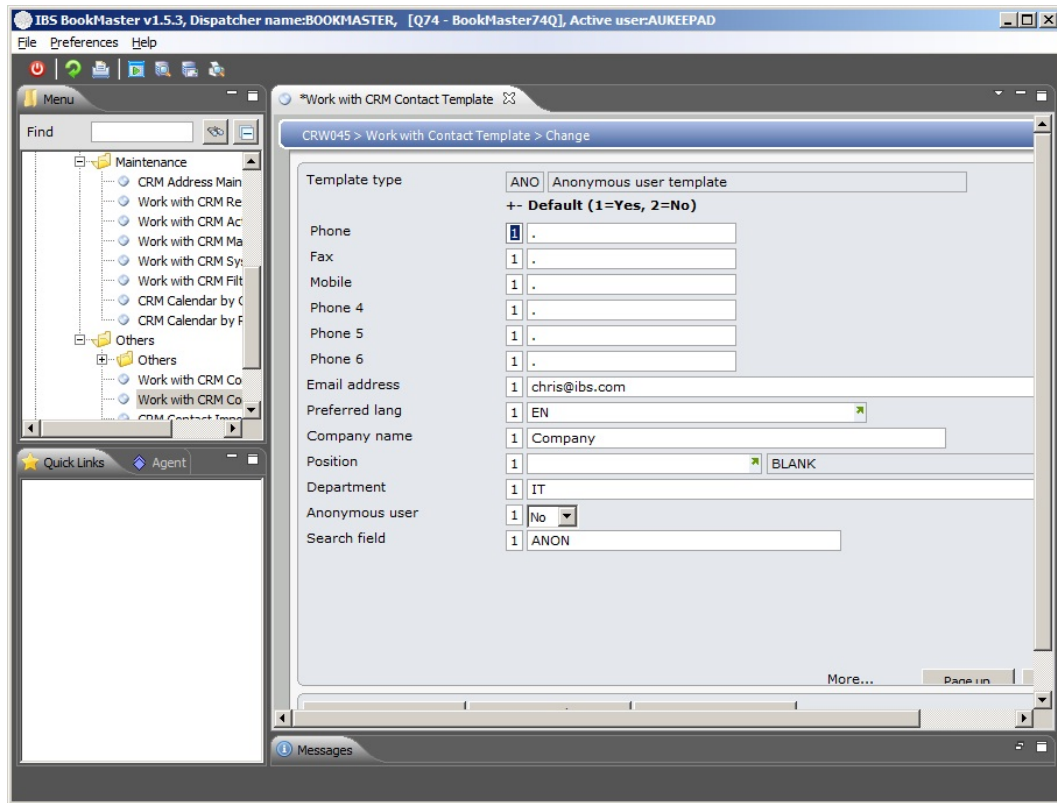 IBS BookMaster v1.5.3, Dispatcher name:BOOKMASTER, [Q74 - BookMaster74Q], Active user:AUKEEPAD
File Preferences Help
Menu
Find
Maintenance
CRM Address Main
Work with CRM Re
Work with CRM Ac
Work with CRM Ma
Work with CRM Sy
Work with CRM Filt
CRM Calendar by
CRM Calendar by
Others
Others
Work with CRM Co
Work with CRM Co
CRM Contact Impo
Quick Links Agent
*Work with CRM Contact Template
CRW045 > Work with Contact Template > Change
Template type ANO Anonymous user template
+- Default (1=Yes, 2=No)
Phone 1 .
Fax 1 .
Mobile 1 .
Phone 4 1 .
Phone 5 1 .
Phone 6 1 .
Email address 1 chris@ibs.com
Preferred lang 1 EN
Company name 1 Company
Position 1 BLANK
Department 1 IT
Anonymous user 1 No
Search field 1 ANON
More... Page up
Messages